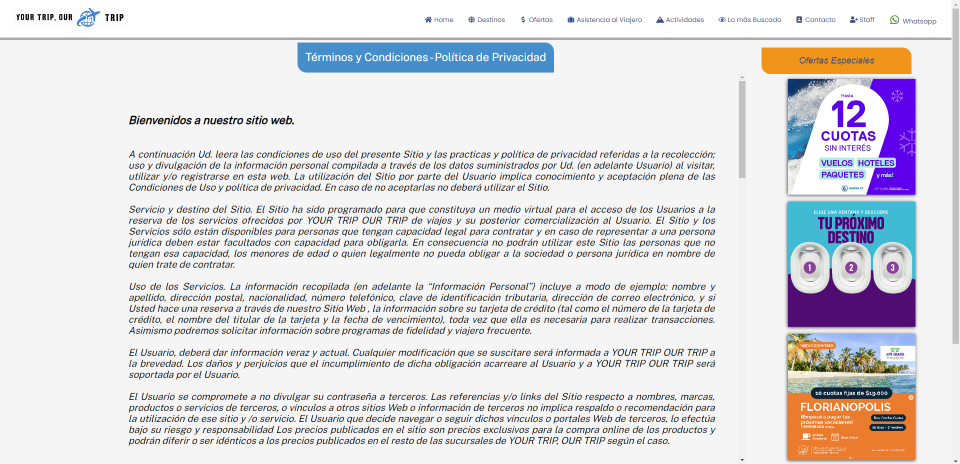 YOUR TRIP, OUR TRIP
Home
Destinos
Ofertas
Asistencia al Viajero
Actividades
Lo más Buscado
Contacto
Staff
Whatsapp
Términos y Condiciones - Política de Privacidad
Bienvenidos a nuestro sitio web.
A continuación Ud. leera las condiciones de uso del presente Sitio y las practicas y política de privacidad referidas a la recolección;
uso y divulgación de la información personal compilada a través de los datos suministrados por Ud. (en adelante Usuario) al visitar,
utilizar y/o registrarse en esta web. La utilización del Sitio por parte del Usuario implica conocimiento y aceptación plena de las
Condiciones de Uso y política de privacidad. En caso de no aceptarlas no deberá utilizar el Sitio.
Servicio y destino del Sitio. El Sitio ha sido programado para que constituya un medio virtual para el acceso de los Usuarios a la
reserva de los servicios ofrecidos por YOUR TRIP OUR TRIP de viajes y su posterior comercialización al Usuario. El Sitio y los
Servicios sólo están disponibles para personas que tengan capacidad legal para contratar y en caso de representar a una persona
jurídica deben estar facultados con capacidad para obligarla. En consecuencia no podrán utilizar este Sitio las personas que no
tengan esa capacidad, los menores de edad o quien legalmente no pueda obligar a la sociedad o persona jurídica en nombre de
quien trate de contratar.
Uso de los Servicios. La información recopilada (en adelante la “Información Personal”) incluye a modo de ejemplo: nombre y
apellido, dirección postal, nacionalidad, número telefónico, clave de identificación tributaria, dirección de correo electrónico, y si
Usted hace una reserva a través de nuestro Sitio Web , la información sobre su tarjeta de crédito (tal como el número de la tarjeta de
crédito, el nombre del titular de la tarjeta y la fecha de vencimiento), toda vez que ella es necesaria para realizar transacciones.
Asimismo podremos solicitar información sobre programas de fidelidad y viajero frecuente.
El Usuario, deberá dar información veraz y actual. Cualquier modificación que se suscitare será informada a YOUR TRIP OUR TRIP a
la brevedad. Los daños y perjuicios que el incumplimiento de dicha obligación acarreare al Usuario y a YOUR TRIP OUR TRIP será
soportada por el Usuario.
El Usuario se compromete a no divulgar su contraseña a terceros. Las referencias y/o links del Sitio respecto a nombres, marcas,
productos o servicios de terceros, o vínculos a otros sitios Web o información de terceros no implica respaldo o recomendación para
la utilización de ese sitio y /o servicio. El Usuario que decide navegar o seguir dichos vínculos o portales Web de terceros, lo efectúa
bajo su riesgo y responsabilidad Los precios publicados en el sitio son precios exclusivos para la compra online de los productos y
podrán diferir o ser idénticos a los precios publicados en el resto de las sucursales de YOUR TRIP, OUR TRIP según el caso.
Ofertas Especiales
Hasta
12
CUOTAS
SIN INTERÉS
VUELOS HOTELES
PAQUETES y más!
ELIGE UNA VENTANA Y DESCUBRE
TU PRÓXIMO
DESTINO
1 2 3
10 cuotas fijas de $19.000
FLORIANOPOLIS
Empezá a pagar tus
próximas vacaciones!